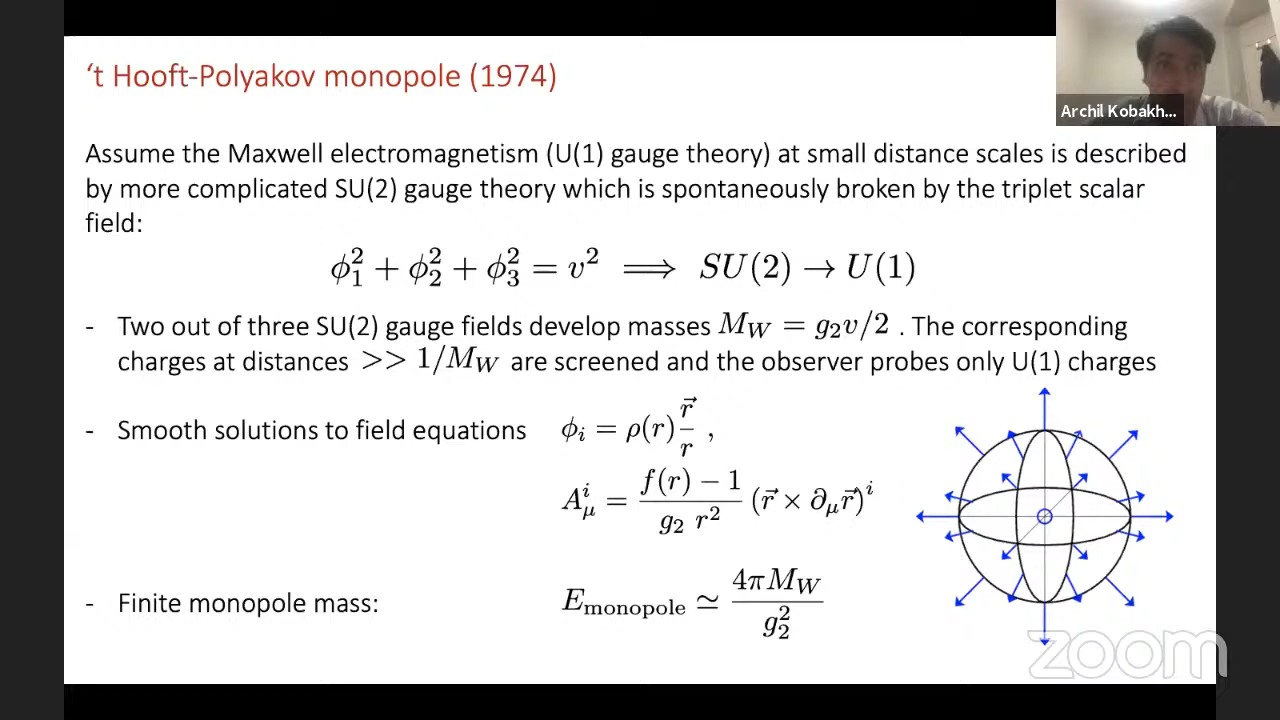 ‘t Hooft-Polyakov monopole (1974)
Archil Kobakh...
Assume the Maxwell electromagnetism (U(1) gauge theory) at small distance scales is described
by more complicated SU(2) gauge theory which is spontaneously broken by the triplet scalar
field:
ϕ₁² + ϕ₂² + ϕ₃² = v² ⟹ SU(2) → U(1)
- Two out of three SU(2) gauge fields develop masses M_W = g₂v/2 . The corresponding
charges at distances >> 1/M_W are screened and the observer probes only U(1) charges
- Smooth solutions to field equations ϕᵢ = ρ(r) r⃗/r ,
A^i_μ = (f(r) − 1)/(g₂ r²) (r⃗ × ∂_μ r⃗)^i
- Finite monopole mass: E_monopole ≃ 4πM_W/g₂²
zoom